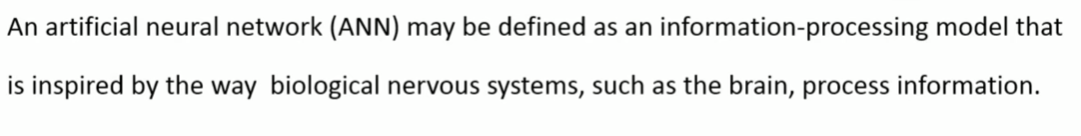 An artificial neural network (ANN) may be defined as an information-processing model that
is inspired by the way  biological nervous systems, such as the brain, process information.